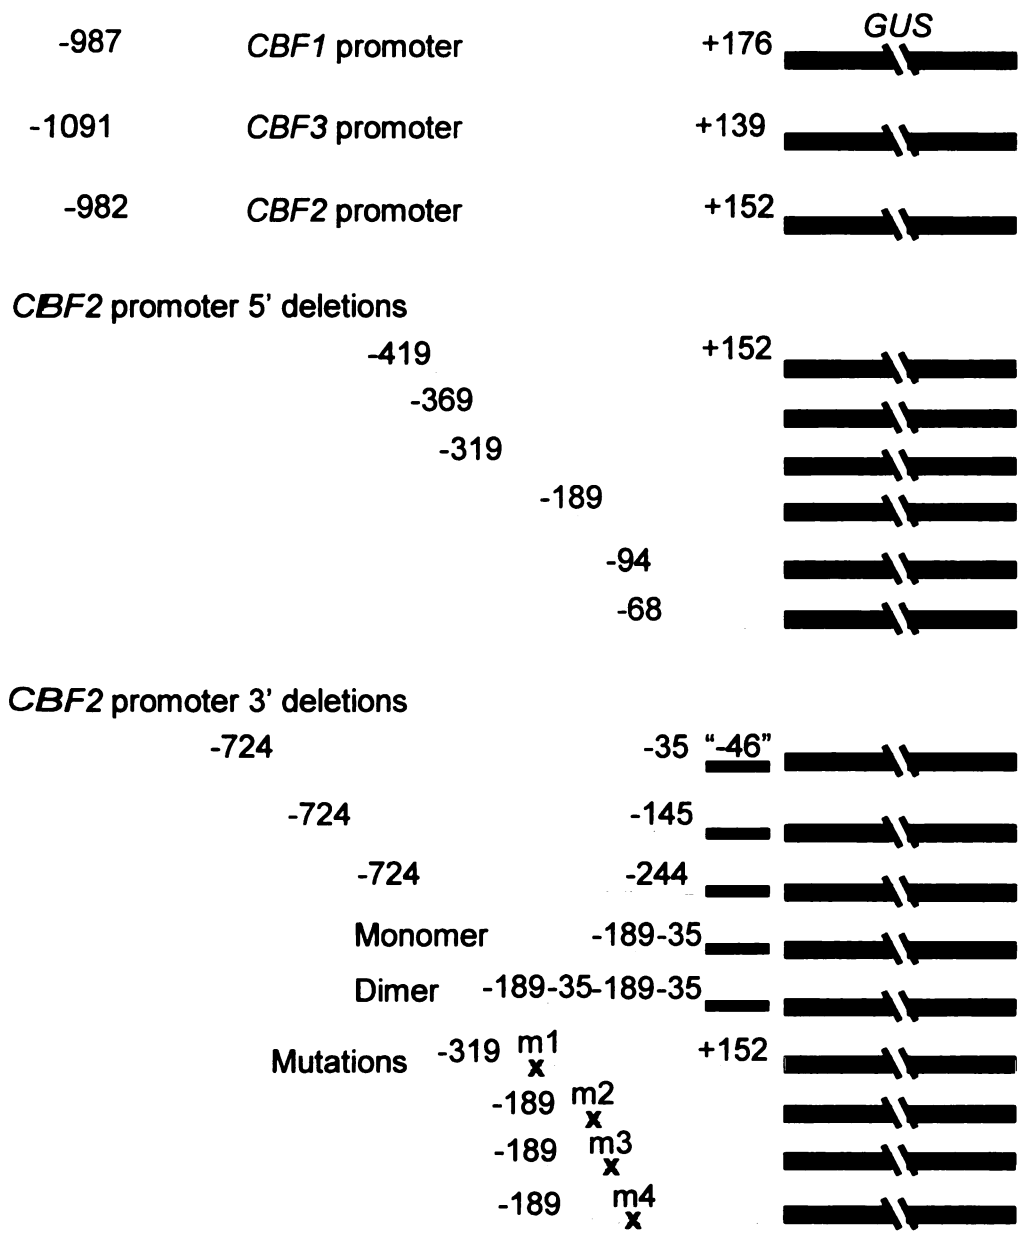 GUS
-987 CBF1 promoter +176
-1091 CBF3 promoter +139
-982 CBF2 promoter +152
CBF2 promoter 5' deletions
-419 +152
-369
-319
-189
-94
-68
CBF2 promoter 3' deletions
-724 -35 “-46”
-724 -145
-724 -244
Monomer -189-35
Dimer -189-35-189-35
Mutations -319 m1 +152
x
-189 m2
x
-189 m3
x
-189 m4
x